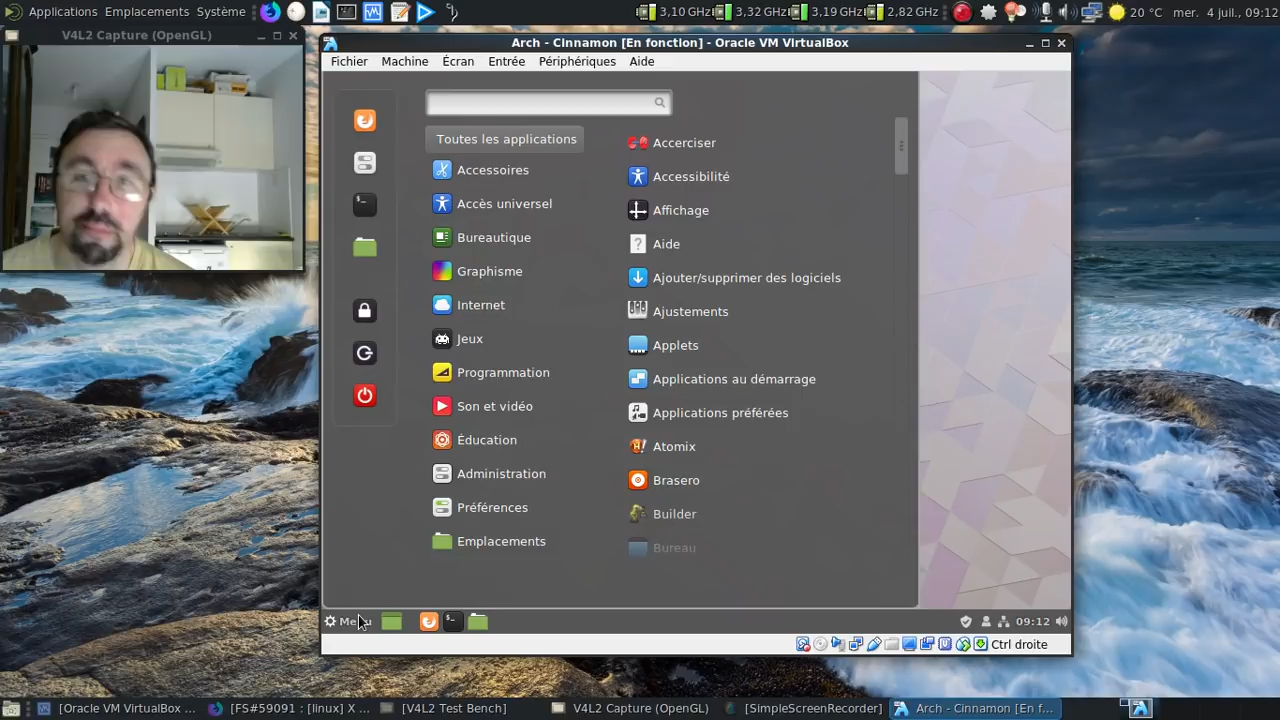 Applications Emplacements Système
3,10 GHz 3,32 GHz 3,19 GHz 2,82 GHz 20 °C mer. 4 juil., 09:12
V4L2 Capture (OpenGL)
Arch - Cinnamon [En fonction] - Oracle VM VirtualBox
Fichier Machine Écran Entrée Périphériques Aide
Toutes les applications
Accessoires
Accès universel
Bureautique
Graphisme
Internet
Jeux
Programmation
Son et vidéo
Éducation
Administration
Préférences
Emplacements
Accerciser
Accessibilité
Affichage
Aide
Ajouter/supprimer des logiciels
Ajustements
Applets
Applications au démarrage
Applications préférées
Atomix
Brasero
Builder
Bureau
Menu 09:12
Ctrl droite
[Oracle VM VirtualBox ... [FS#59091 : [linux] X ... [V4L2 Test Bench] V4L2 Capture (OpenGL) [SimpleScreenRecorder] Arch - Cinnamon [En f...